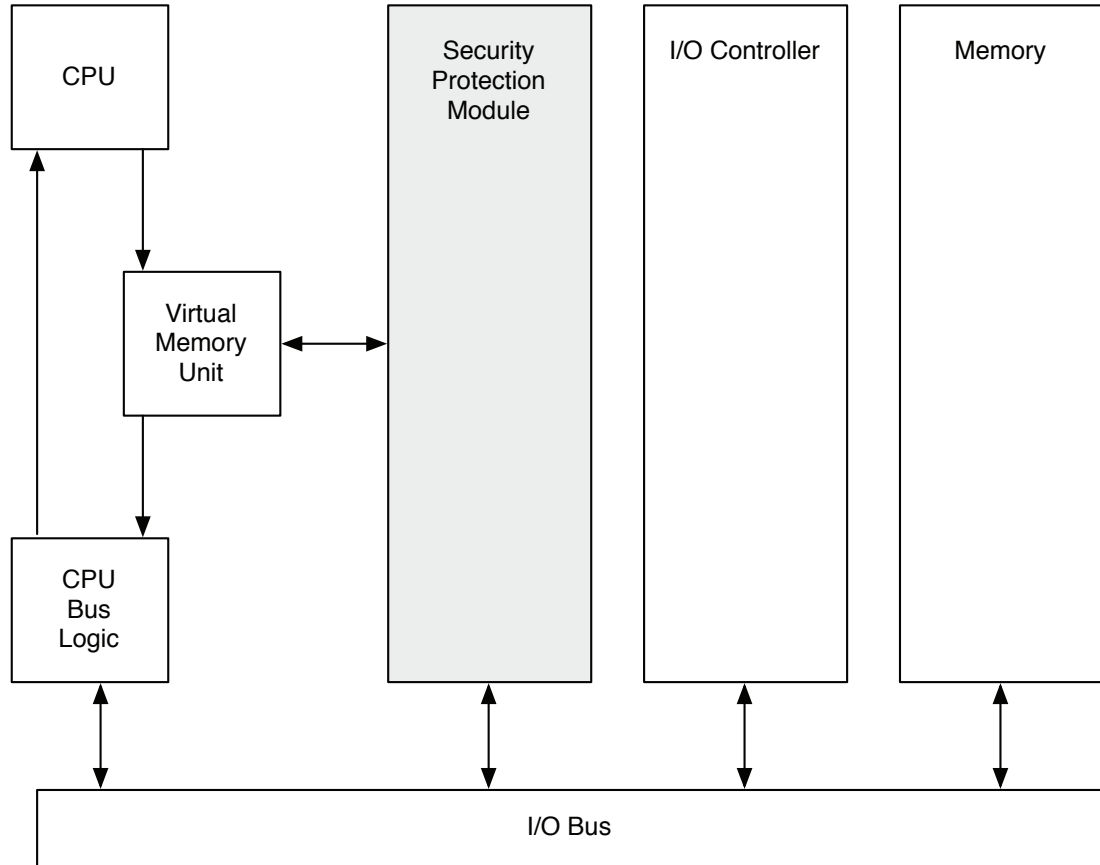 CPU
Security
Protection
Module
I/O Controller
Memory
Virtual
Memory
Unit
CPU
Bus
Logic
I/O Bus